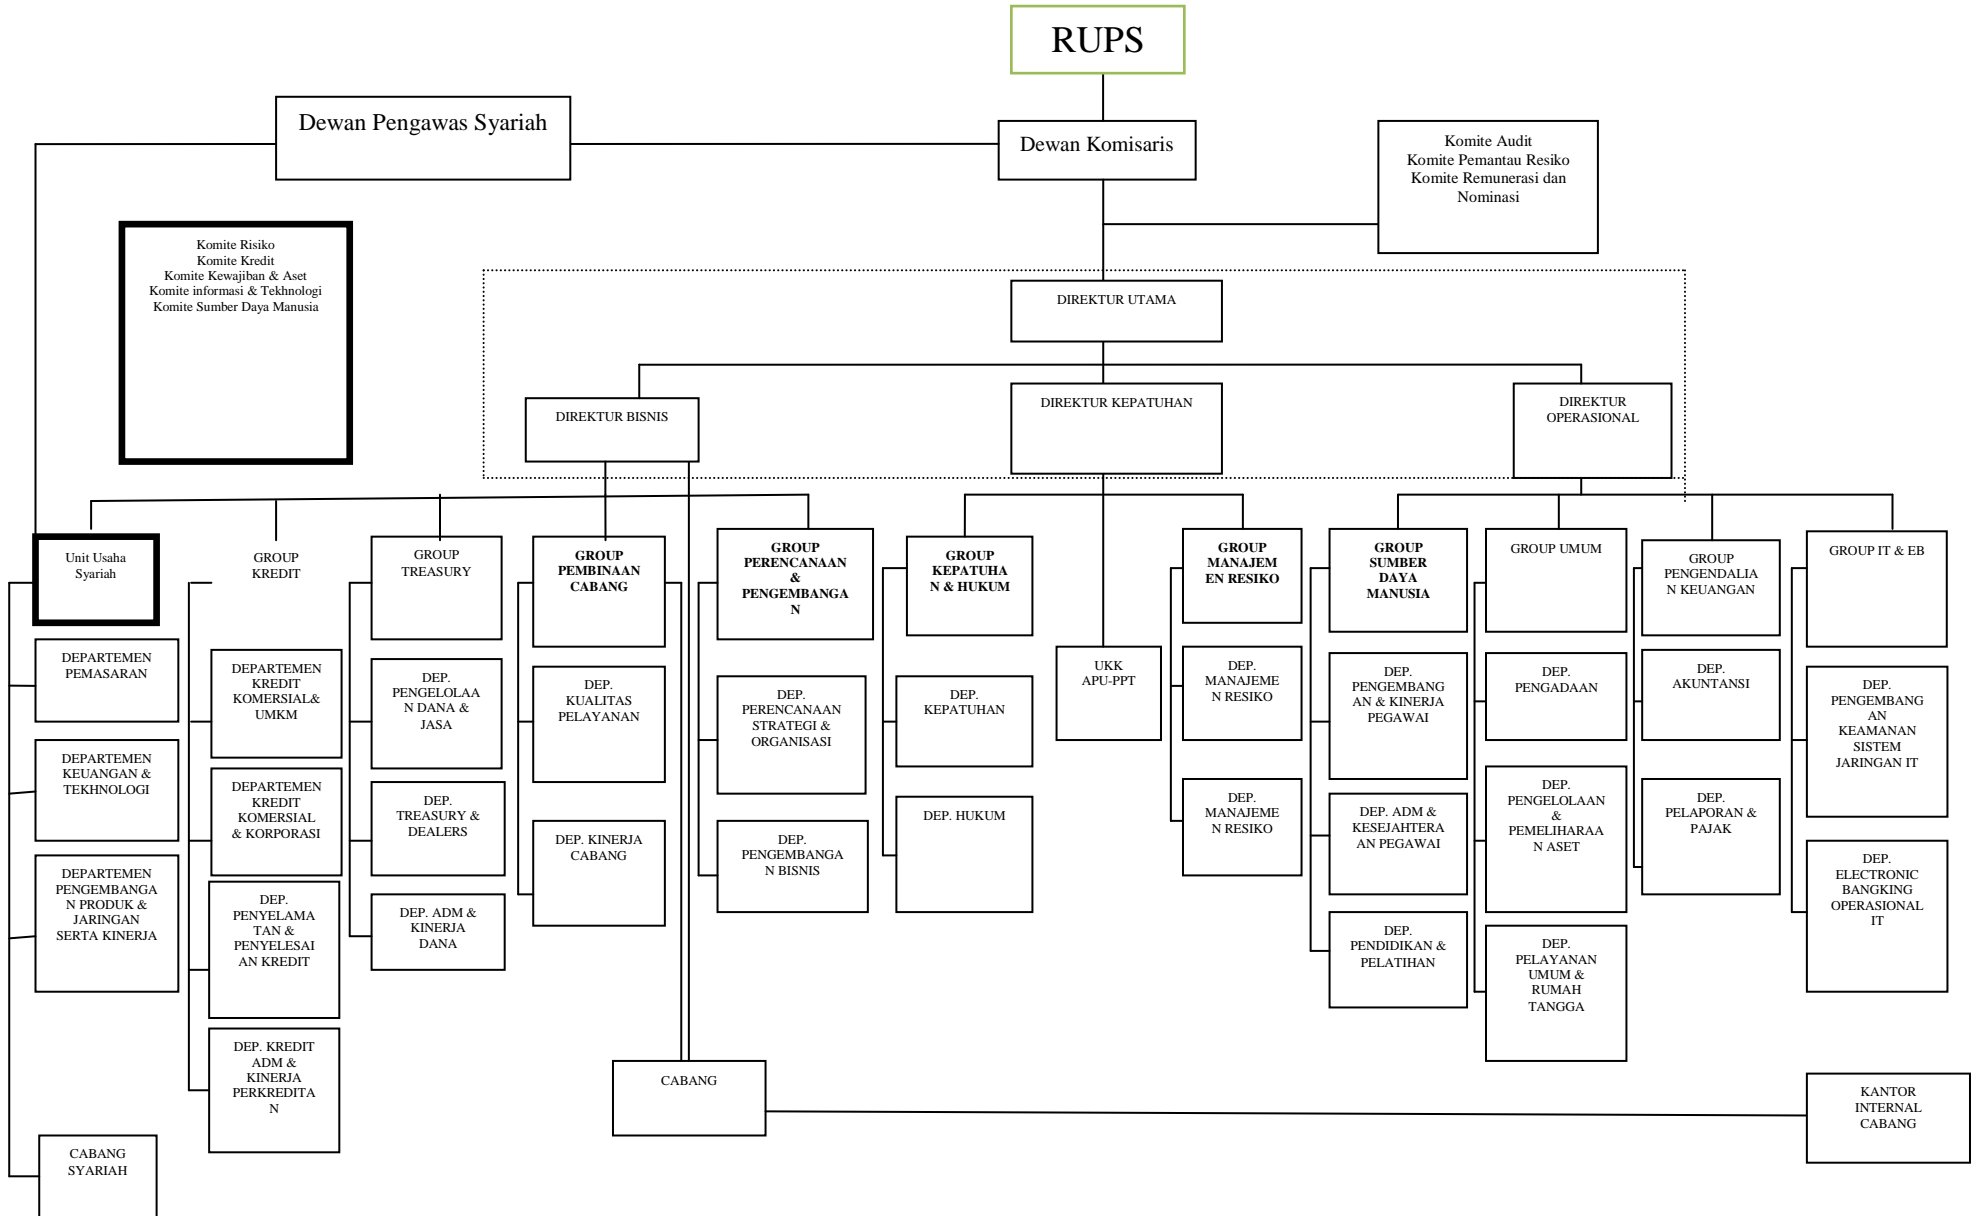 RUPS
Dewan Pengawas Syariah
Dewan Komisaris
Komite Audit
Komite Pemantau Resiko
Komite Remunerasi dan
Nominasi
Komite Risiko
Komite Kredit
Komite Kewajiban & Aset
Komite informasi & Tekhnologi
Komite Sumber Daya Manusia
DIREKTUR UTAMA
DIREKTUR BISNIS
DIREKTUR KEPATUHAN
DIREKTUR
OPERASIONAL
Unit Usaha
Syariah
GROUP
KREDIT
GROUP
TREASURY
GROUP
PEMBINAAN
CABANG
GROUP
PERENCANAAN
&
PENGEMBANGA
N
GROUP
KEPATUHA
N & HUKUM
GROUP
MANAJEM
EN RESIKO
GROUP
SUMBER
DAYA
MANUSIA
GROUP UMUM
GROUP
PENGENDALIA
N KEUANGAN
GROUP IT & EB
DEPARTEMEN
PEMASARAN
DEPARTEMEN
KEUANGAN &
TEKHNOLOGI
DEPARTEMEN
PENGEMBANGA
N PRODUK &
JARINGAN
SERTA KINERJA
CABANG
SYARIAH
DEPARTEMEN
KREDIT
KOMERSIAL&
UMKM
DEPARTEMEN
KREDIT
KOMERSIAL
& KORPORASI
DEP.
PENYELAMA
TAN &
PENYELESAI
AN KREDIT
DEP. KREDIT
ADM &
KINERJA
PERKREDITA
N
DEP.
PENGELOLAA
N DANA &
JASA
DEP.
TREASURY &
DEALERS
DEP. ADM &
KINERJA
DANA
DEP.
KUALITAS
PELAYANAN
DEP. KINERJA
CABANG
DEP.
PERENCANAAN
STRATEGI &
ORGANISASI
DEP.
PENGEMBANGA
N BISNIS
DEP.
KEPATUHAN
DEP. HUKUM
UKK
APU-PPT
DEP.
MANAJEME
N RESIKO
DEP.
MANAJEME
N RESIKO
DEP.
PENGEMBANG
AN & KINERJA
PEGAWAI
DEP. ADM &
KESEJAHTERA
AN PEGAWAI
DEP.
PENDIDIKAN &
PELATIHAN
DEP.
PENGADAAN
DEP.
PENGELOLAAN
&
PEMELIHARAA
N ASET
DEP.
PELAYANAN
UMUM &
RUMAH
TANGGA
DEP.
AKUNTANSI
DEP.
PELAPORAN &
PAJAK
DEP.
PENGEMBANG
AN
KEAMANAN
SISTEM
JARINGAN IT
DEP.
ELECTRONIC
BANGKING
OPERASIONAL
IT
CABANG
KANTOR
INTERNAL
CABANG